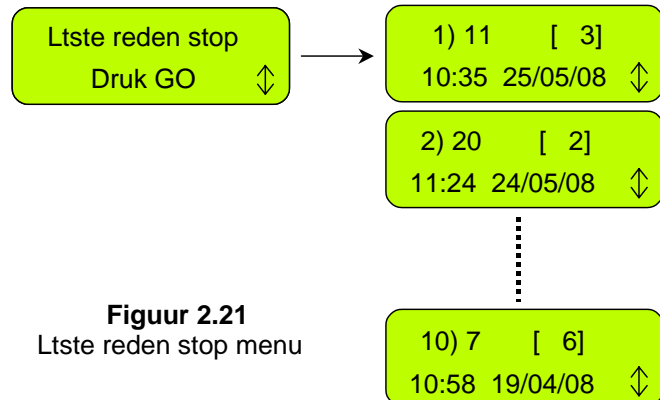 Ltste reden stop
Druk GO
1) 11 [ 3]
10:35 25/05/08
2) 20 [ 2]
11:24 24/05/08
10) 7 [ 6]
10:58 19/04/08
Figuur 2.21
Ltste reden stop menu